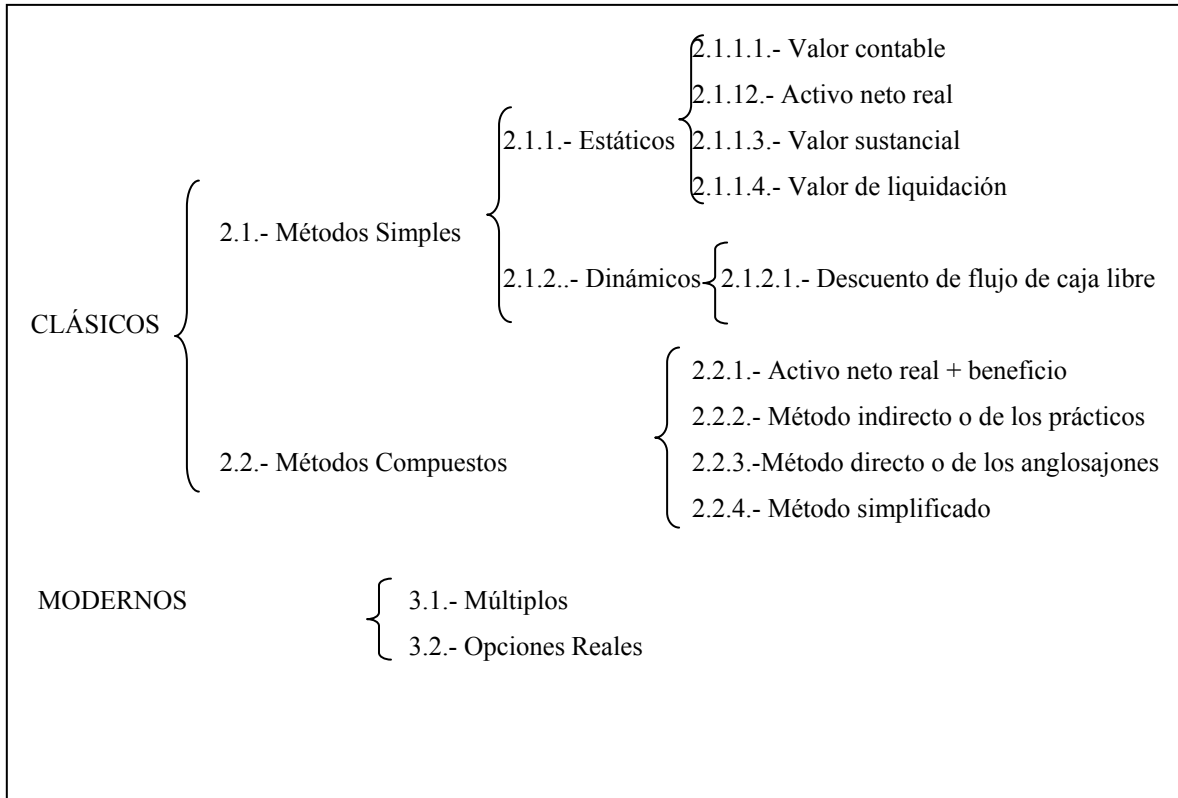 2.1.1.1.- Valor contable
2.1.12.- Activo neto real
2.1.1.- Estáticos
2.1.1.3.- Valor sustancial
2.1.1.4.- Valor de liquidación
2.1.- Métodos Simples
2.1.2..- Dinámicos
2.1.2.1.- Descuento de flujo de caja libre
CLÁSICOS
2.2.1.- Activo neto real + beneficio
2.2.2.- Método indirecto o de los prácticos
2.2.- Métodos Compuestos
2.2.3.-Método directo o de los anglosajones
2.2.4.- Método simplificado
MODERNOS
3.1.- Múltiplos
3.2.- Opciones Reales